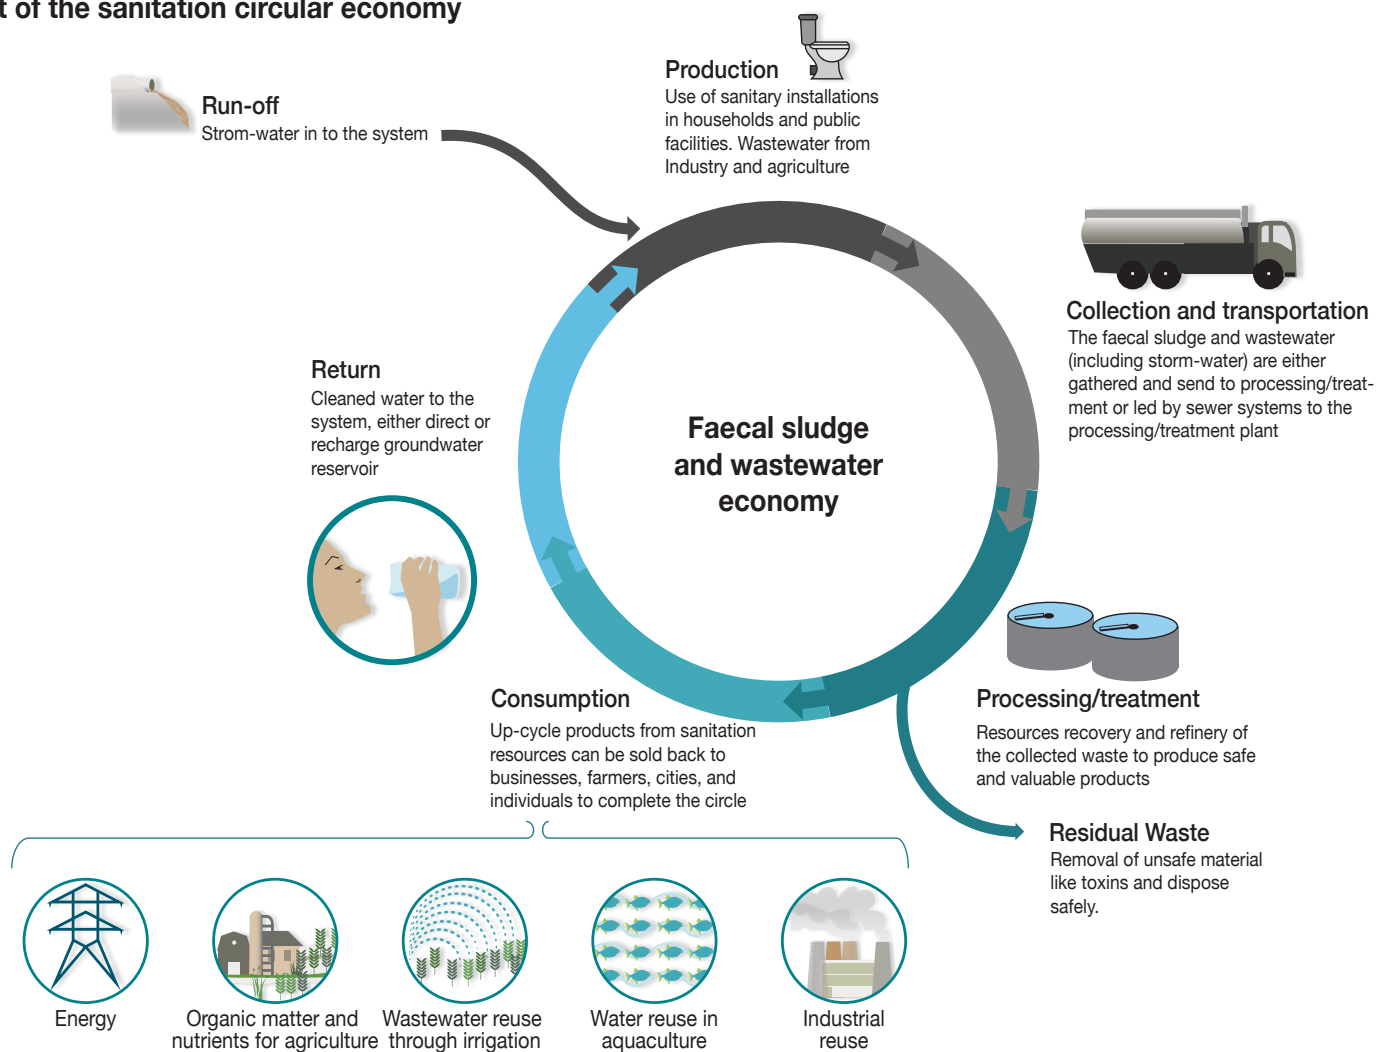 t of the sanitation circular economy
Run-off
Strom-water in to the system
Production
Use of sanitary installations
in households and public
facilities. Wastewater from
Industry and agriculture
Collection and transportation
The faecal sludge and wastewater
(including storm-water) are either
gathered and send to processing/treat-
ment or led by sewer systems to the
processing/treatment plant
Return
Cleaned water to the
system, either direct or
recharge groundwater
reservoir
Faecal sludge
and wastewater
economy
Processing/treatment
Resources recovery and refinery of
the collected waste to produce safe
and valuable products
Consumption
Up-cycle products from sanitation
resources can be sold back to
businesses, farmers, cities, and
individuals to complete the circle
Residual Waste
Removal of unsafe material
like toxins and dispose
safely.
Energy
Organic matter and
nutrients for agriculture
Wastewater reuse
through irrigation
Water reuse in
aquaculture
Industrial
reuse